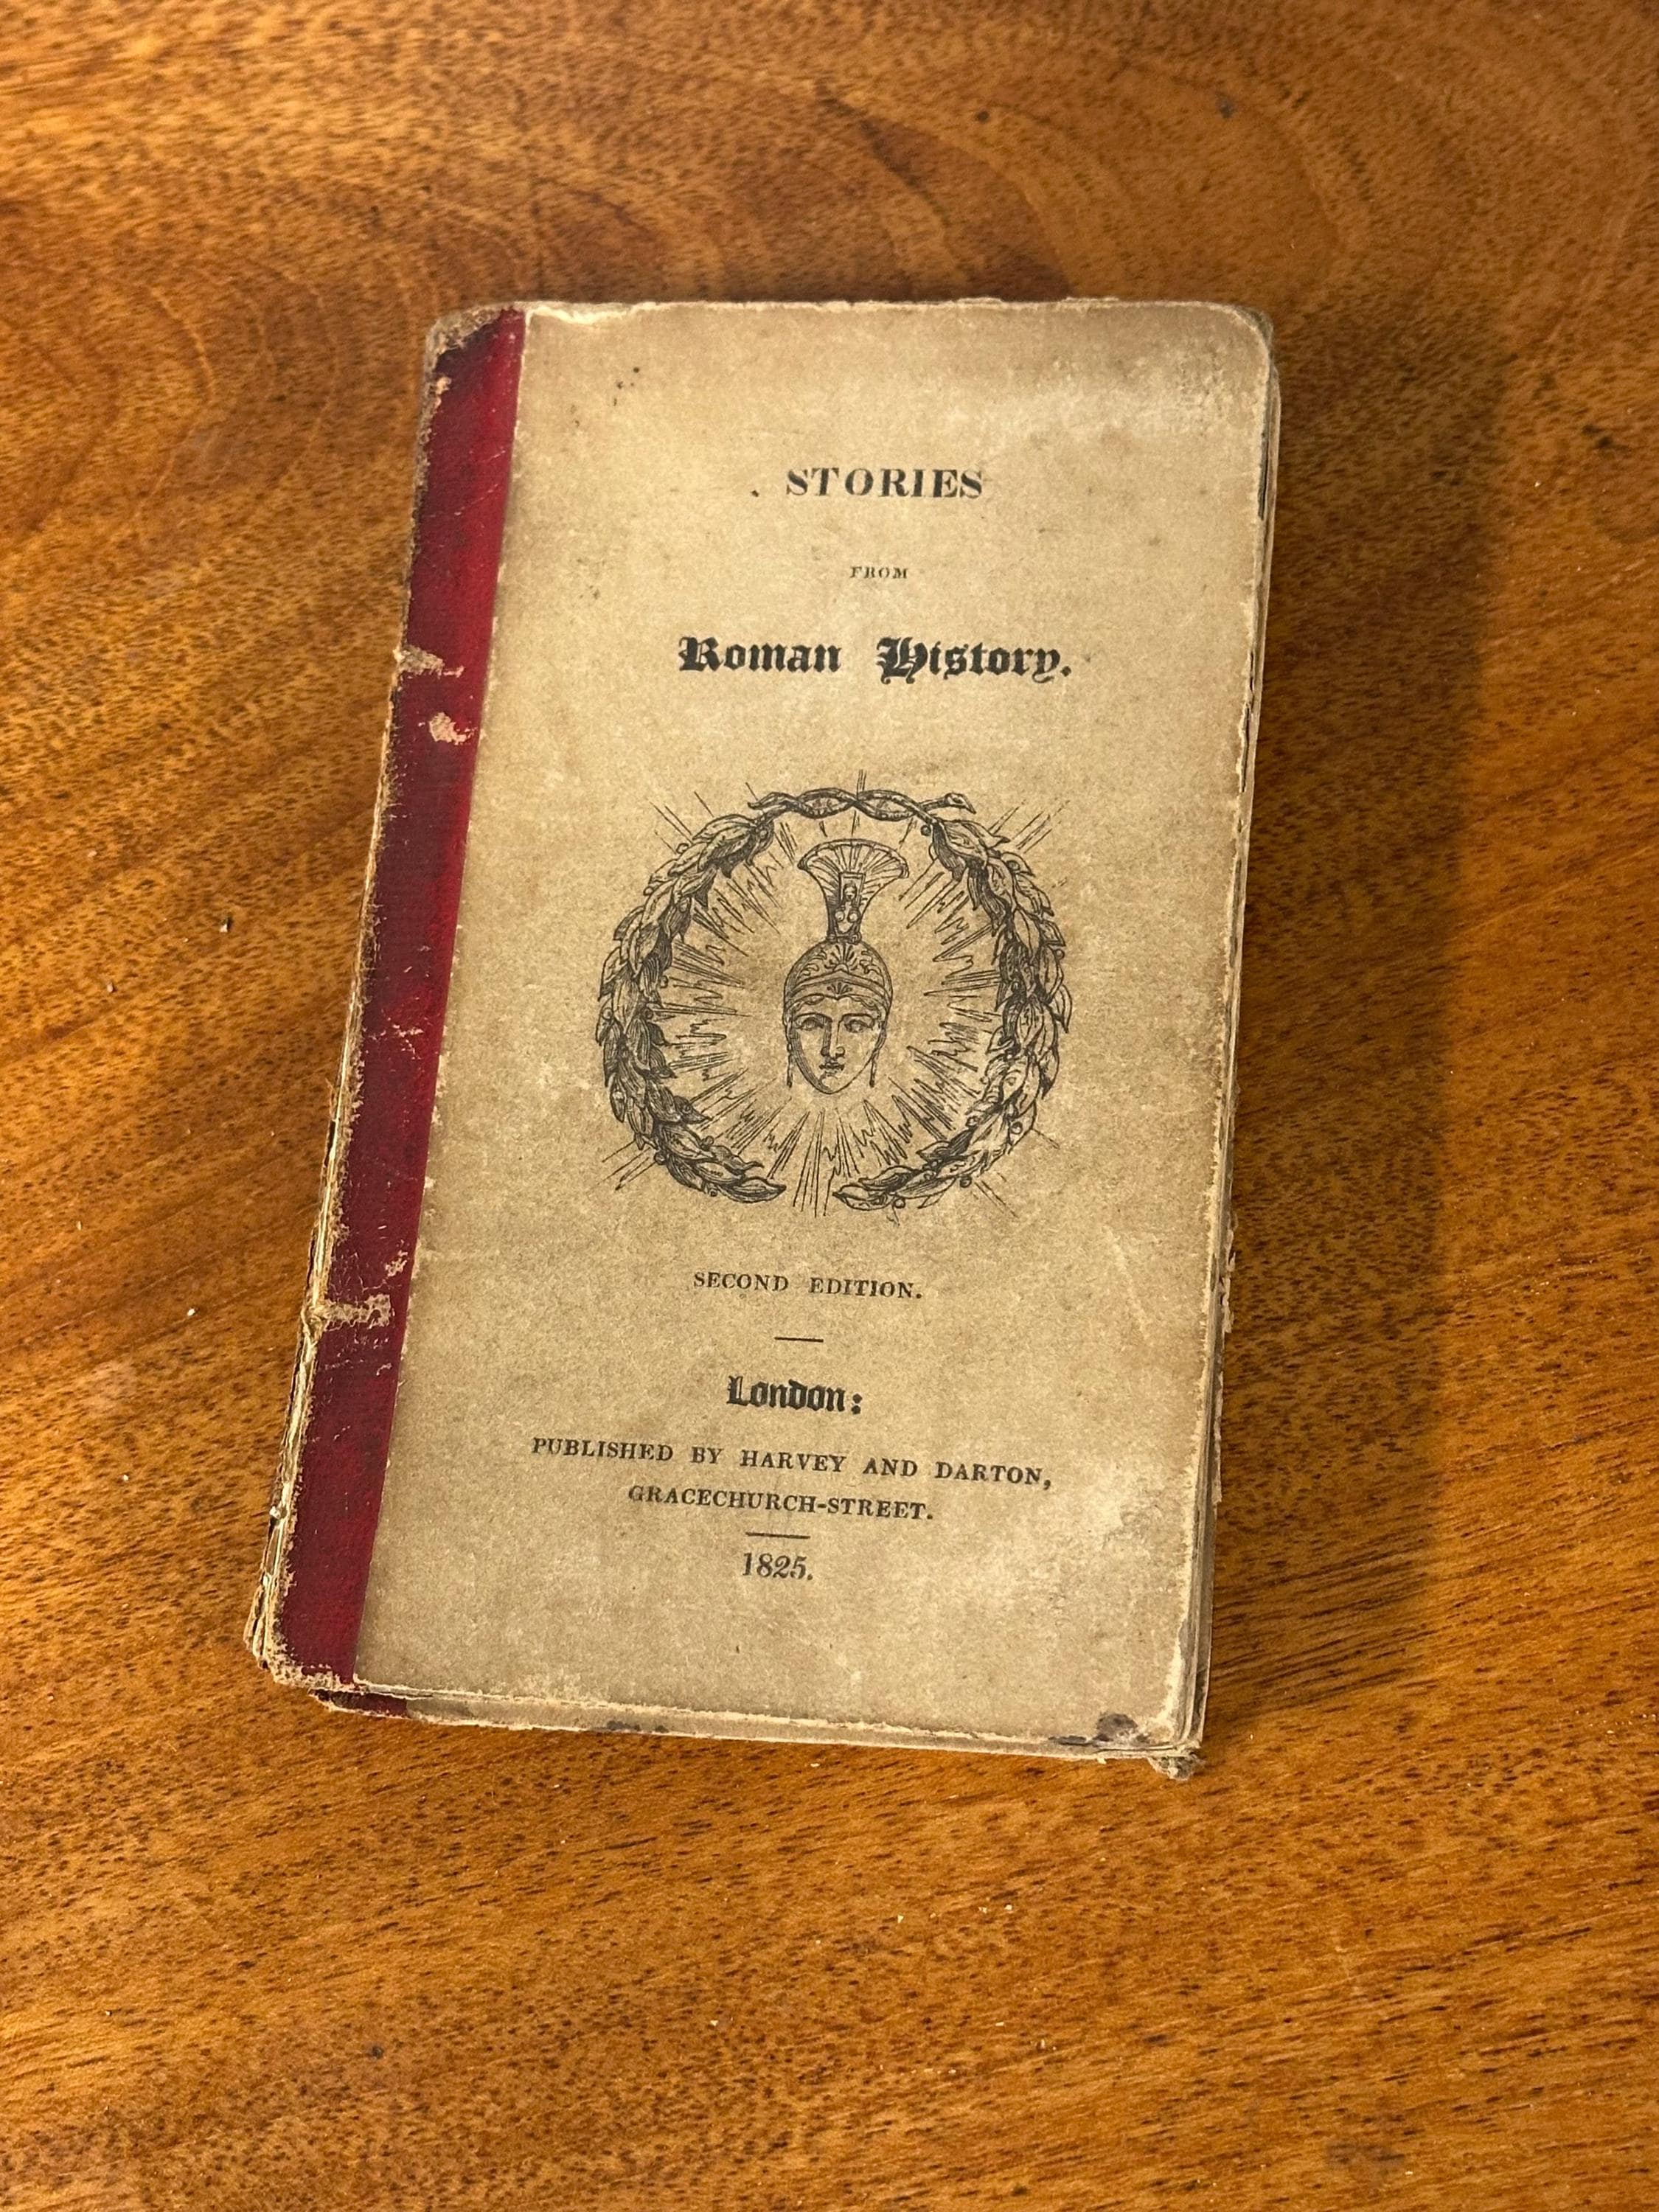 STORIES
FROM
Roman History.
SECOND EDITION.
London:
PUBLISHED BY HARVEY AND DARTON,
GRACECHURCH-STREET.
1825.